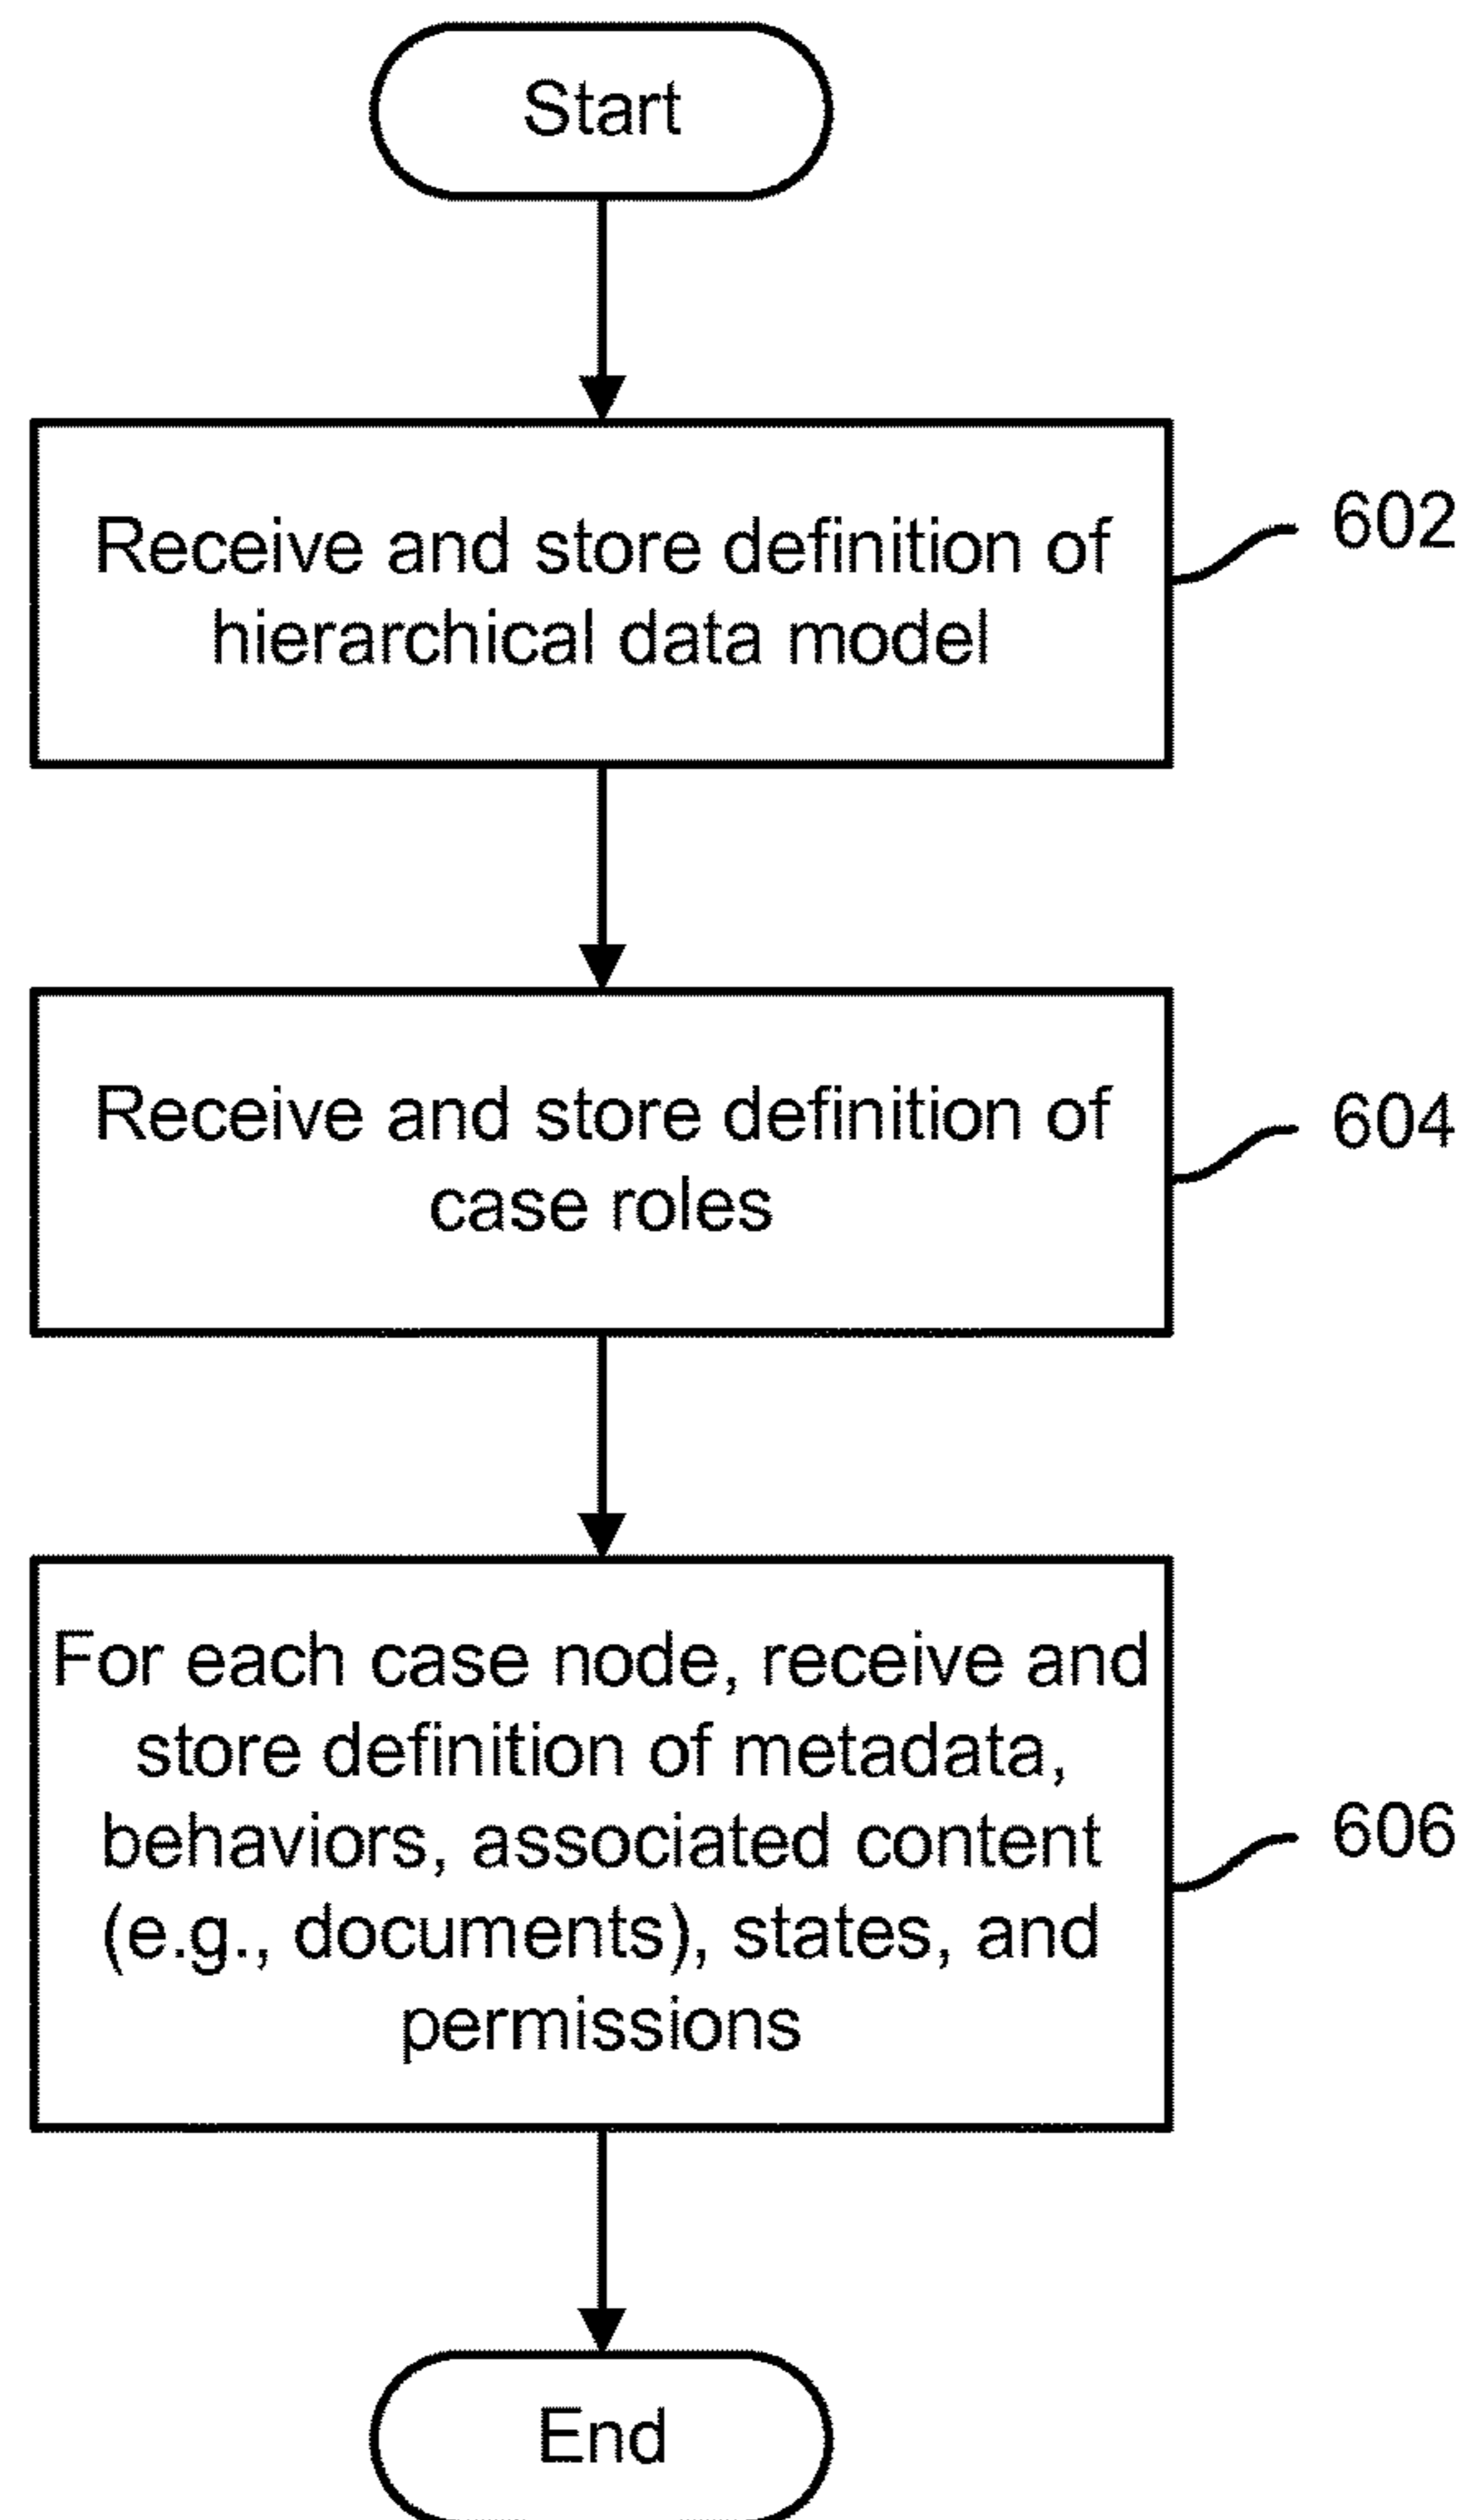 Start
Receive and store definition of
hierarchical data model
602
Receive and store definition of
case roles
604
For each case node, receive and
store definition of metadata,
behaviors, associated content
(e.g., documents), states, and
permissions
606
End